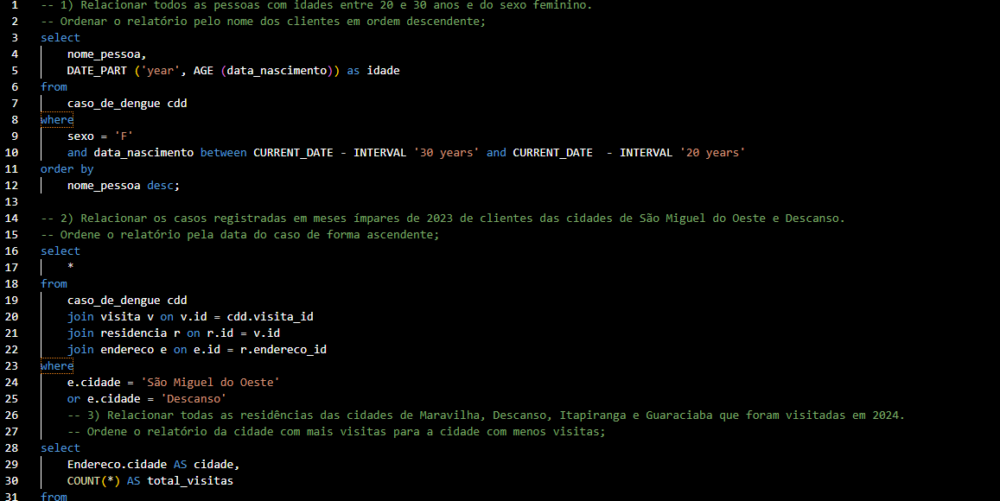 1 -- 1) Relacionar todos as pessoas com idades entre 20 e 30 anos e do sexo feminino.
2 -- Ordenar o relatório pelo nome dos clientes em ordem descendente;
3 select
4 nome_pessoa,
5 DATE_PART ('year', AGE (data_nascimento)) as idade
6 from
7 caso_de_dengue cdd
8 where
9 sexo = 'F'
10 and data_nascimento between CURRENT_DATE - INTERVAL '30 years' and CURRENT_DATE  - INTERVAL '20 years'
11 order by
12 nome_pessoa desc;
13
14 -- 2) Relacionar os casos registradas em meses ímpares de 2023 de clientes das cidades de São Miguel do Oeste e Descanso.
15 -- Ordene o relatório pela data do caso de forma ascendente;
16 select
17 *
18 from
19 caso_de_dengue cdd
20 join visita v on v.id = cdd.visita_id
21 join residencia r on r.id = v.id
22 join endereco e on e.id = r.endereco_id
23 where
24 e.cidade = 'São Miguel do Oeste'
25 or e.cidade = 'Descanso'
26 -- 3) Relacionar todas as residências das cidades de Maravilha, Descanso, Itapiranga e Guaraciaba que foram visitadas em 2024.
27 -- Ordene o relatório da cidade com mais visitas para a cidade com menos visitas;
28 select
29 Endereco.cidade AS cidade,
30 COUNT(*) AS total_visitas
31 from